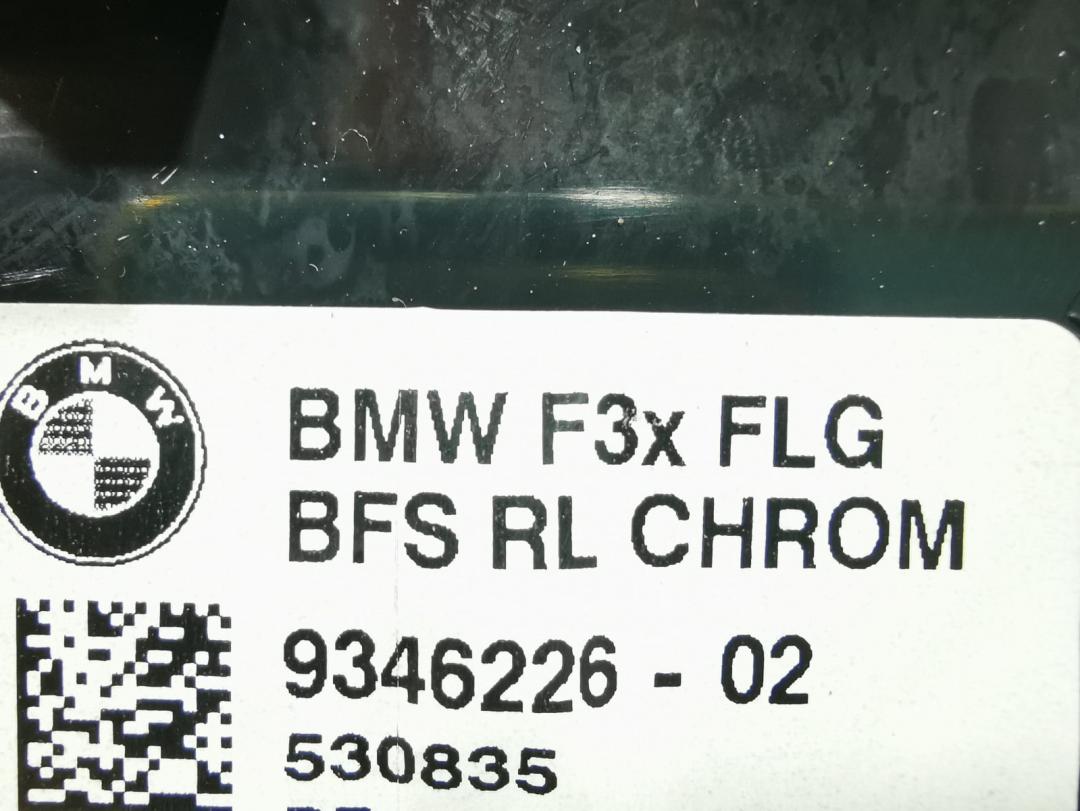 BMW
BMW F3x FLG
BFS RL CHROM
9346226 - 02
530835